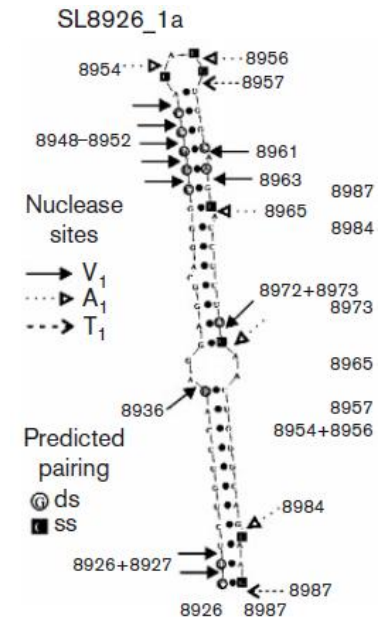 SL8926_1a
8954
8956
8957
8948–8952
8961
8963
8987
Nuclease
sites
8965
8984
V1
A1
T1
8972+8973
8973
8965
8936
8957
8954+8956
Predicted
pairing
G ds
ss
8984
8926+8927
8987
8926 8987